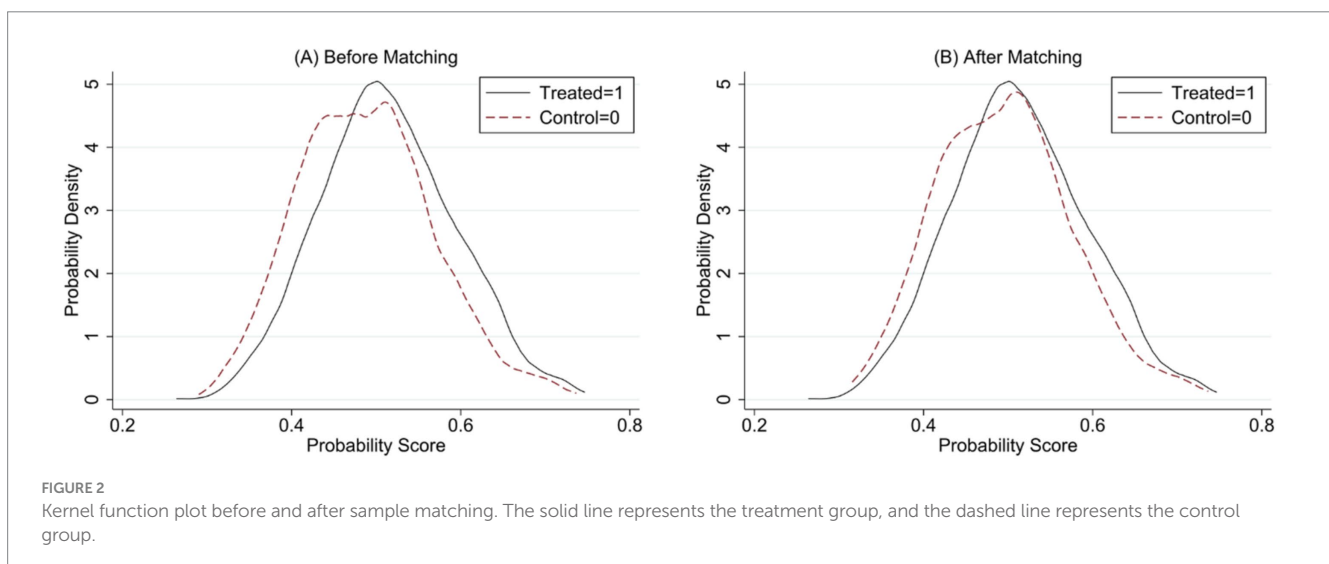 (A) Before Matching
Treated=1
Control=0
Probability Density
5
4
3
2
1
0
0.2
0.4
0.6
0.8
Probability Score
(B) After Matching
Treated=1
Control=0
Probability Density
5
4
3
2
1
0
0.2
0.4
0.6
0.8
Probability Score
FIGURE 2
Kernel function plot before and after sample matching. The solid line represents the treatment group, and the dashed line represents the control
group.